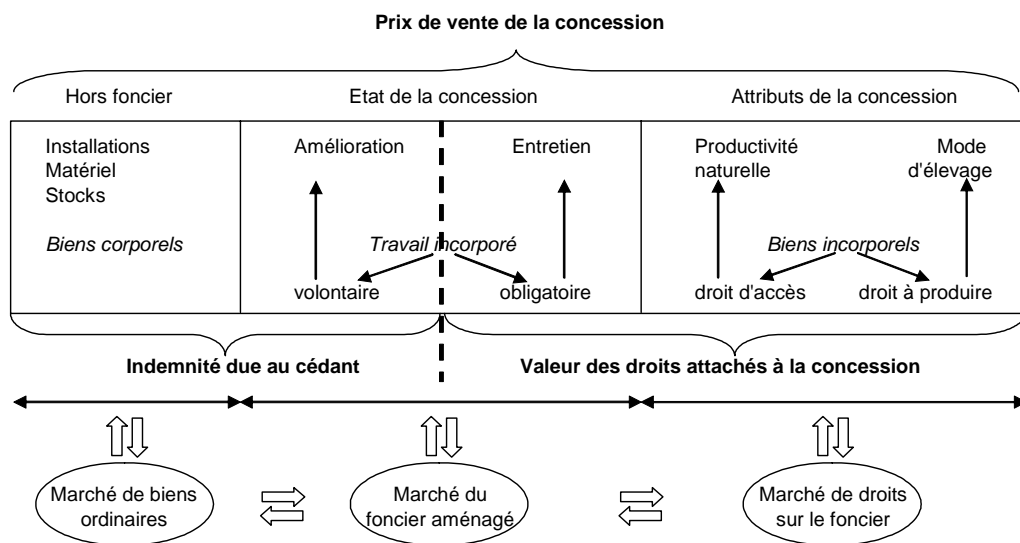 Prix de vente de la concession
Hors foncier
Etat de la concession
Attributs de la concession
Installations
Matériel
Stocks
Biens corporels
Amélioration
Entretien
Travail incorporé
volontaire
obligatoire
Productivité
naturelle
Mode
d'élevage
Biens incorporels
droit d'accès
droit à produire
Indemnité due au cédant
Valeur des droits attachés à la concession
Marché de biens
ordinaires
Marché du
foncier aménagé
Marché de droits
sur le foncier